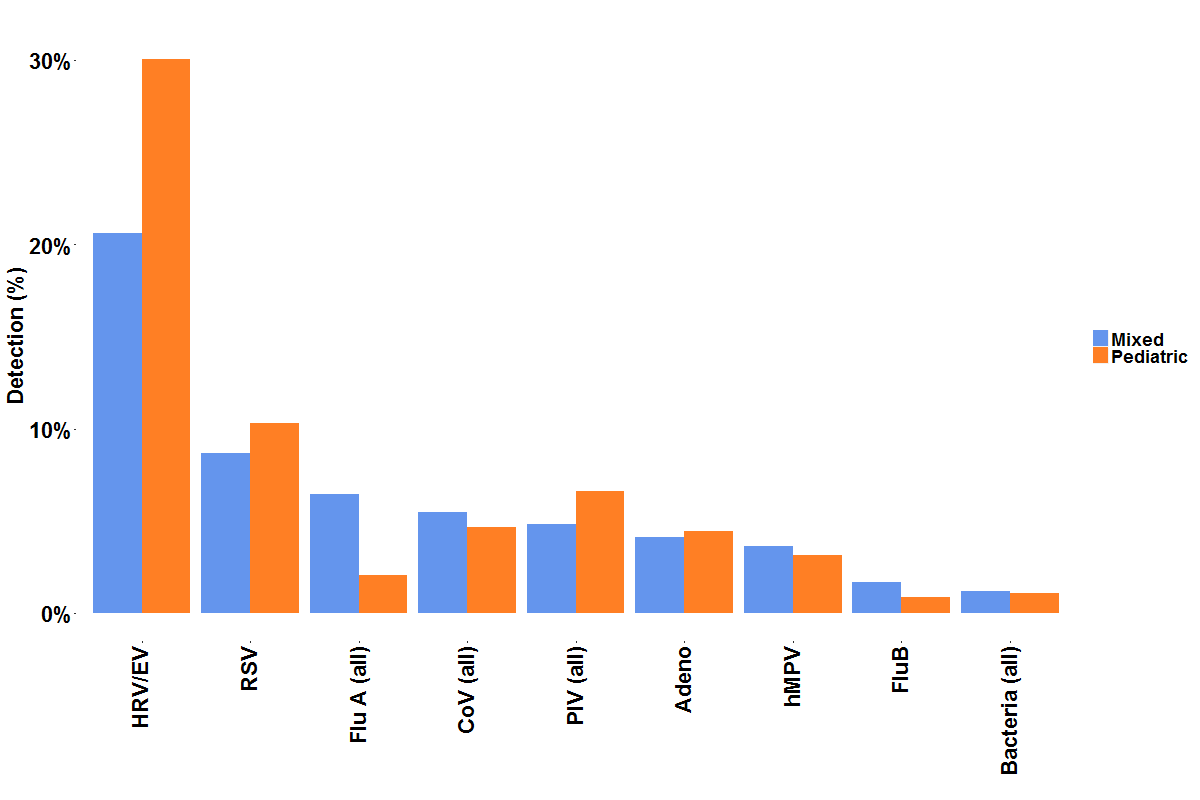 30%
20%
10%
0%
Detection (%)
HRV/EV
RSV
Flu A (all)
CoV (all)
PIV (all)
Adeno
hMPV
FluB
Bacteria (all)
Mixed
Pediatric